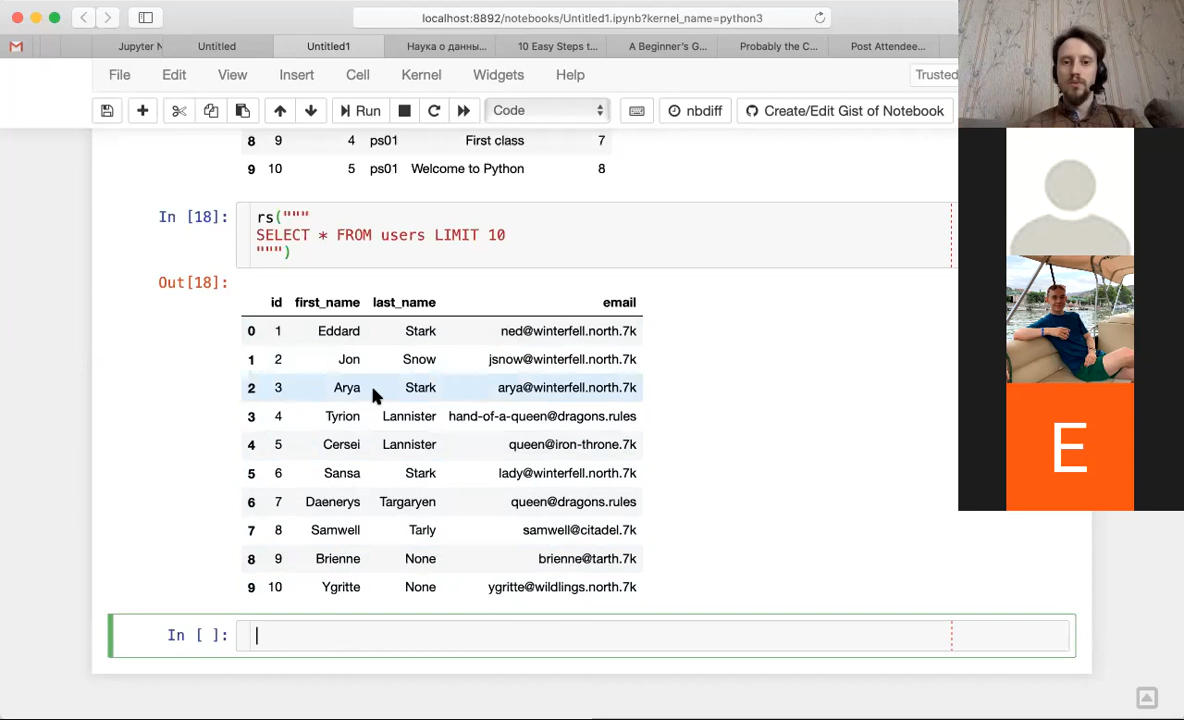 localhost:8892/notebooks/Untitled1.ipynb?kernel_name=python3
Jupyter N Untitled Untitled1 Наука о данны... 10 Easy Steps t... A Beginner's G... Probably the C... Post Attendee...
File Edit View Insert Cell Kernel Widgets Help Trusted
Run Code nbdiff Create/Edit Gist of Notebook
8 9 4 ps01 First class 7
9 10 5 ps01 Welcome to Python 8
In [18]: rs("""
SELECT * FROM users LIMIT 10
""")
Out[18]:
id first_name last_name email
0 1 Eddard Stark ned@winterfell.north.7k
1 2 Jon Snow jsnow@winterfell.north.7k
2 3 Arya Stark arya@winterfell.north.7k
3 4 Tyrion Lannister hand-of-a-queen@dragons.rules
4 5 Cersei Lannister queen@iron-throne.7k
5 6 Sansa Stark lady@winterfell.north.7k
6 7 Daenerys Targaryen queen@dragons.rules
7 8 Samwell Tarly samwell@citadel.7k
8 9 Brienne None brienne@tarth.7k
9 10 Ygritte None ygritte@wildlings.north.7k
In [ ]:
E